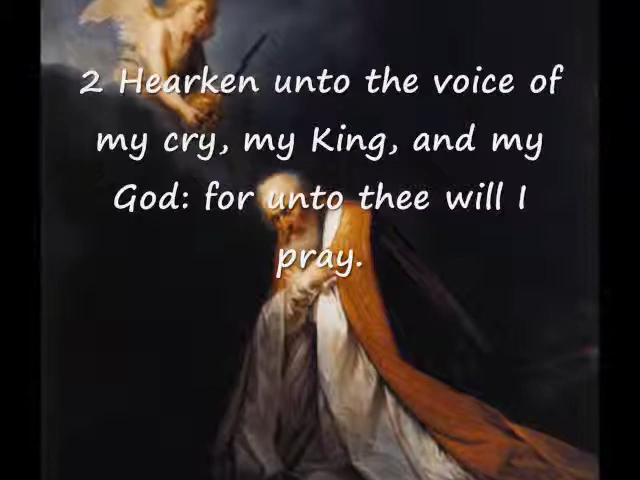 2 Hearken unto the voice of
my cry, my King, and my
God: for unto thee will I
pray.